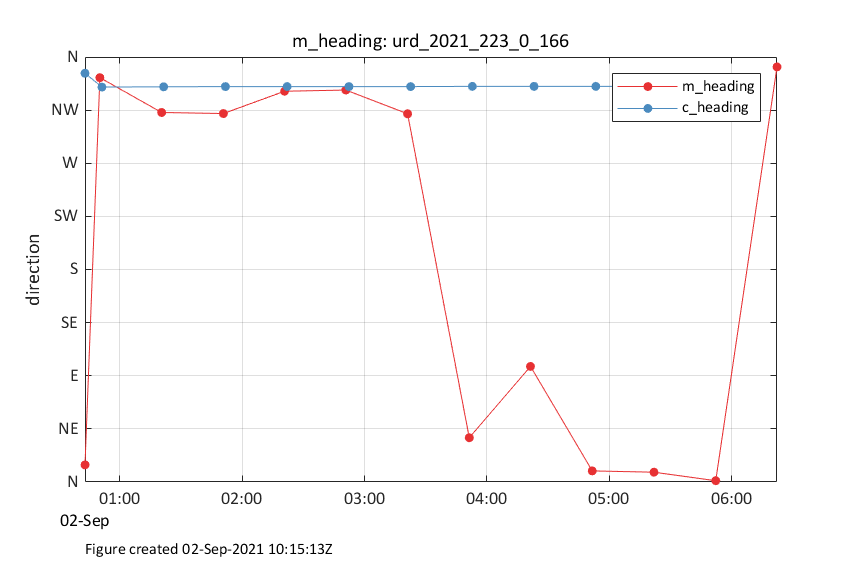 m_heading: urd_2021_223_0_166
N
NW
W
SW
S
SE
E
NE
N
direction
m_heading
c_heading
01:00 02:00 03:00 04:00 05:00 06:00
02-Sep
Figure created 02-Sep-2021 10:15:13Z